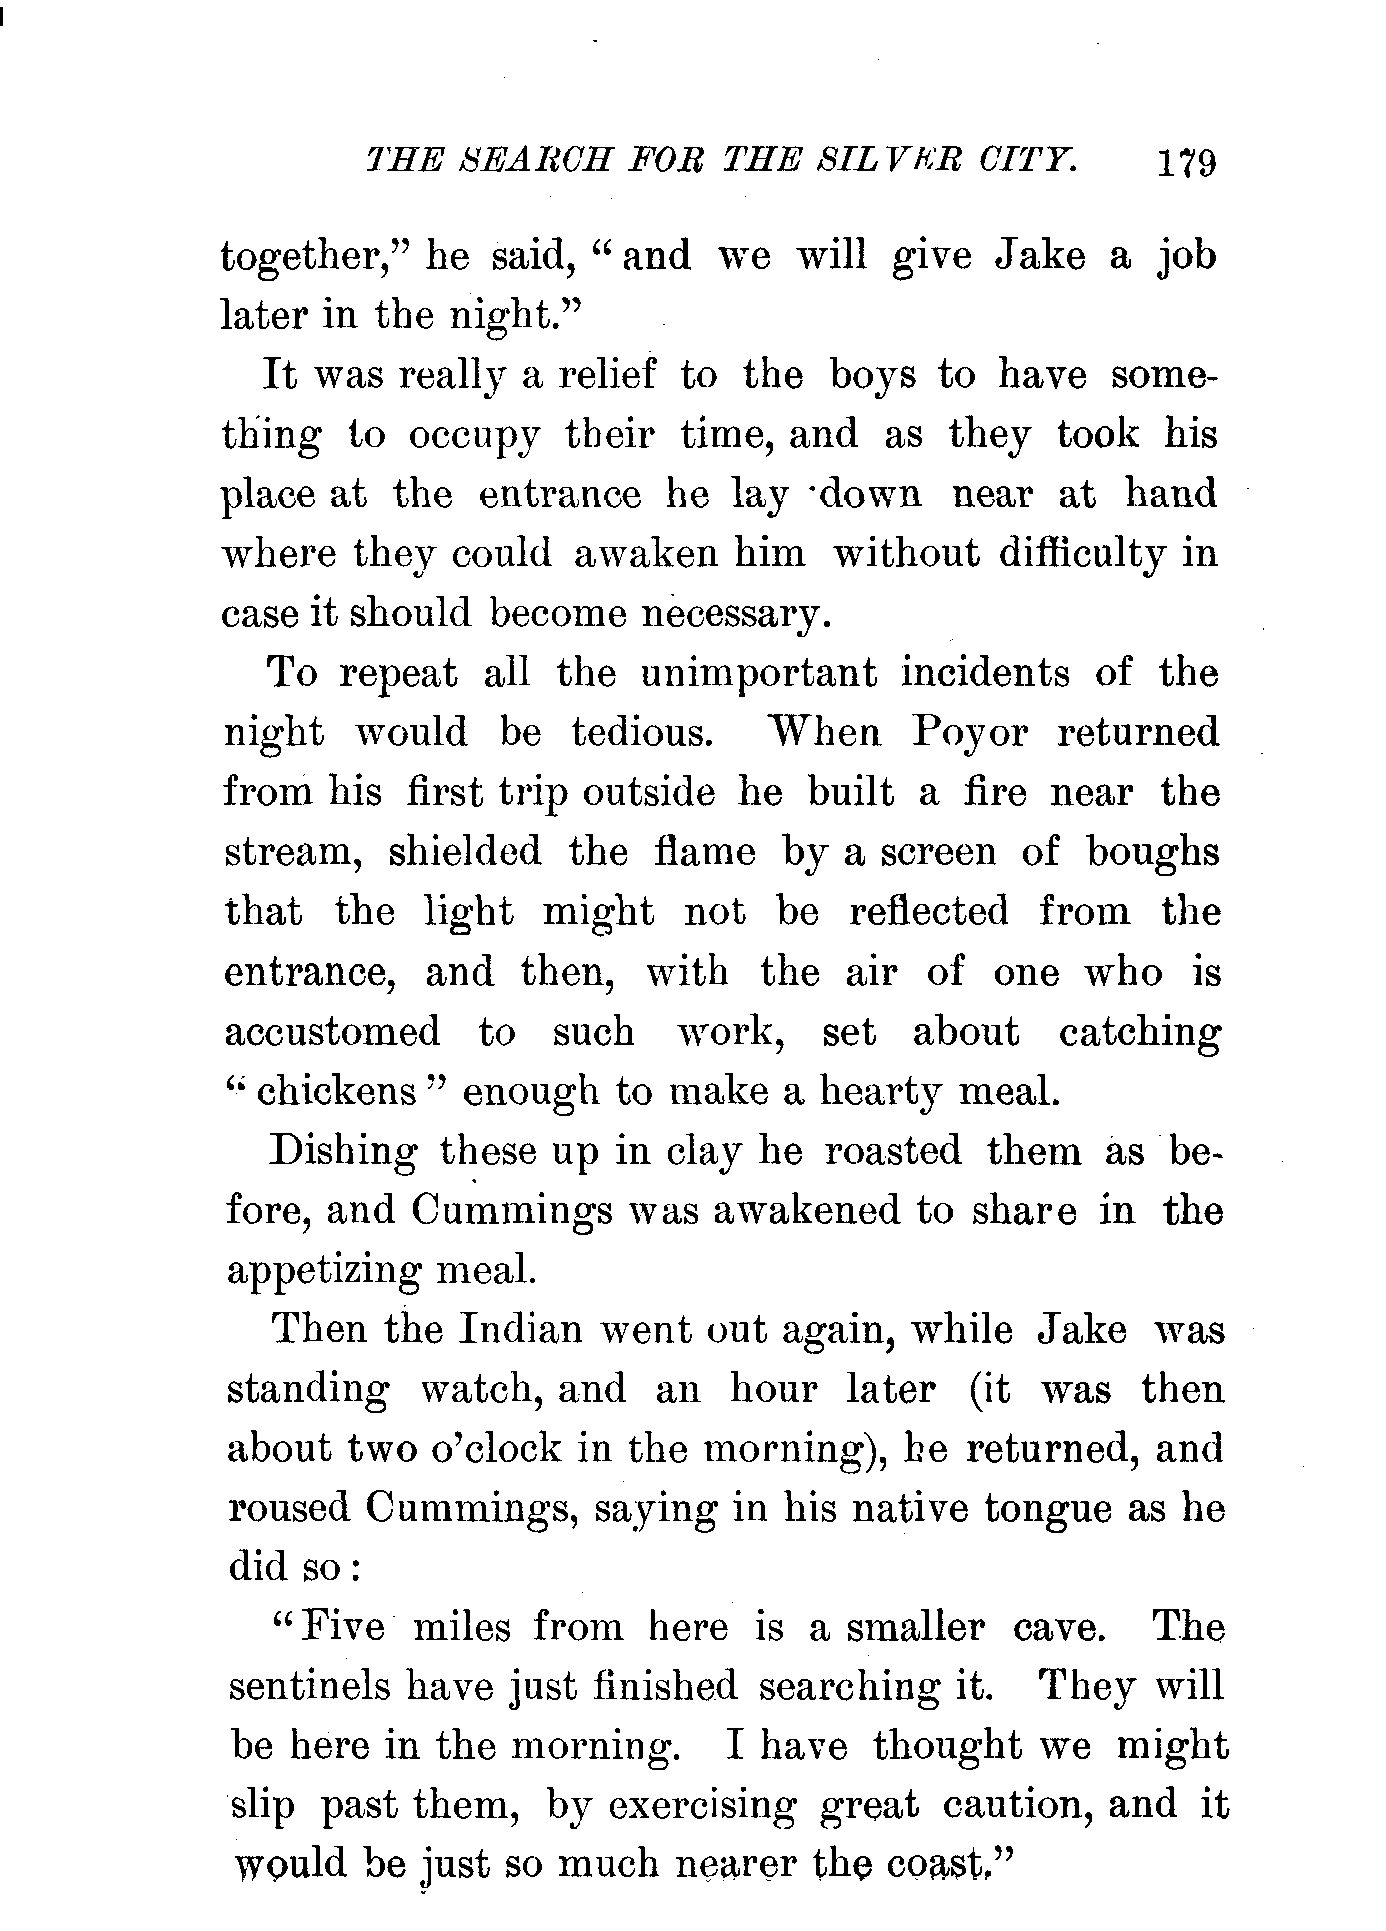 THE SEARCH FOR THE SILVER CITY. 179
together,” he said, “ and we will give Jake a job
later in the night.”
It was really a relief to the boys to have some-
thing to occupy their time, and as they took his
place at the entrance he lay down near at hand
where they could awaken him without difficulty in
case it should become necessary.
To repeat all the unimportant incidents of the
night would be tedious. When Poyor returned
from his first trip outside he built a fire near the
stream, shielded the flame by a screen of boughs
that the light might not be reflected from the
entrance, and then, with the air of one who is
accustomed to such work, set about catching
“ chickens ” enough to make a hearty meal.
Dishing these up in clay he roasted them as be-
fore, and Cummings was awakened to share in the
appetizing meal.
Then the Indian went out again, while Jake was
standing watch, and an hour later (it was then
about two o’clock in the morning), he returned, and
roused Cummings, saying in his native tongue as he
did so :
“ Five miles from here is a smaller cave. The
sentinels have just finished searching it. They will
be here in the morning. I have thought we might
slip past them, by exercising great caution, and it
would be just so much nearer the coast.”